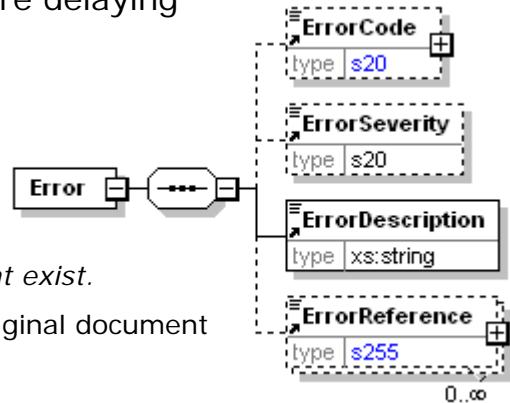 re delaying
ErrorCode
type s20
ErrorSeverity
type s20
Error
ErrorDescription
type xs:string
t exist.
ginal document
ErrorReference
type s255
0..∞